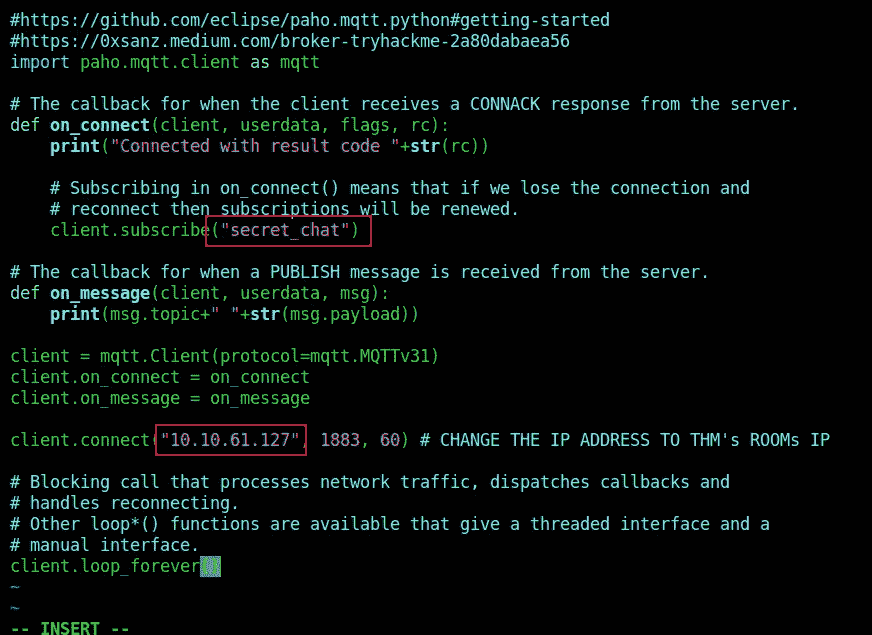 #https://github.com/eclipse/paho.mqtt.python#getting-started
#https://0xsanz.medium.com/broker-tryhackme-2a80dabaea56
import paho.mqtt.client as mqtt
# The callback for when the client receives a CONNACK response from the server.
def on_connect(client, userdata, flags, rc):
    print("Connected with result code "+str(rc))
    # Subscribing in on_connect() means that if we lose the connection and
    # reconnect then subscriptions will be renewed.
    client.subscribe("secret_chat")
# The callback for when a PUBLISH message is received from the server.
def on_message(client, userdata, msg):
    print(msg.topic+" "+str(msg.payload))
client = mqtt.Client(protocol=mqtt.MQTTv31)
client.on_connect = on_connect
client.on_message = on_message
client.connect("10.10.61.127", 1883, 60) # CHANGE THE IP ADDRESS TO THM's ROOMs IP
# Blocking call that processes network traffic, dispatches callbacks and
# handles reconnecting.
# Other loop*() functions are available that give a threaded interface and a
# manual interface.
client.loop_forever()
~
~
-- INSERT --